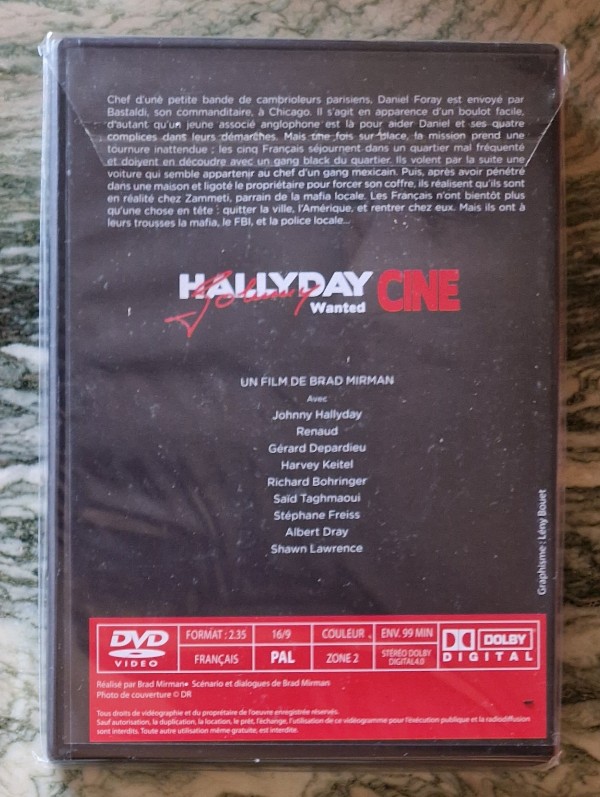 Chef d'une petite bande de cambrioleurs parisiens, Daniel Foray est envoyé par
Bastaldi, son commanditaire, à Chicago. Il s'agit en apparence d'un boulot facile,
d'autant qu'un jeune associé anglophone est là pour aider Daniel et ses quatre
complices dans leurs démarches. Mais une fois sur place, la mission prend une
tournure inattendue : les cinq Français séjournent dans un quartier mal fréquenté
et doivent en découdre avec un gang black du quartier. Ils volent par la suite une
voiture qui semble appartenir au chef d'un gang mexicain. Puis, après avoir pénétré
dans une maison et ligoté le propriétaire pour forcer son coffre, ils réalisent qu'ils sont
en réalité chez Zammeti, parrain de la mafia locale. Les Français n'ont bientôt plus
qu'une chose en tête : quitter la ville, l'Amérique, et rentrer chez eux. Mais ils ont à
leurs trousses la mafia, le FBI, et la police locale...
HALLYDAY CINE
Johnny
Wanted
UN FILM DE BRAD MIRMAN
Avec
Johnny Hallyday
Renaud
Gérard Depardieu
Harvey Keitel
Richard Bohringer
Saïd Taghmaoui
Stéphane Freiss
Albert Dray
Shawn Lawrence
Graphisme : Lény Bouet
DVD VIDEO
FORMAT : 2.35 16/9 COULEUR ENV. 99 MIN
FRANÇAIS PAL ZONE 2 STÉRÉO DOLBY DIGITAL 4.0
DOLBY DIGITAL
Réalisé par Brad Mirman• Scénario et dialogues de Brad Mirman
Photo de couverture © DR
Tous droits de vidéographie et du propriétaire de l'oeuvre enregistrée réservés.
Sauf autorisation, la duplication, la location, le prêt, l'échange, l'utilisation de ce vidéogramme pour l'éxécution publique et la radiodiffusion
sont interdits. Toute autre utilisation même gratuite, est interdite.